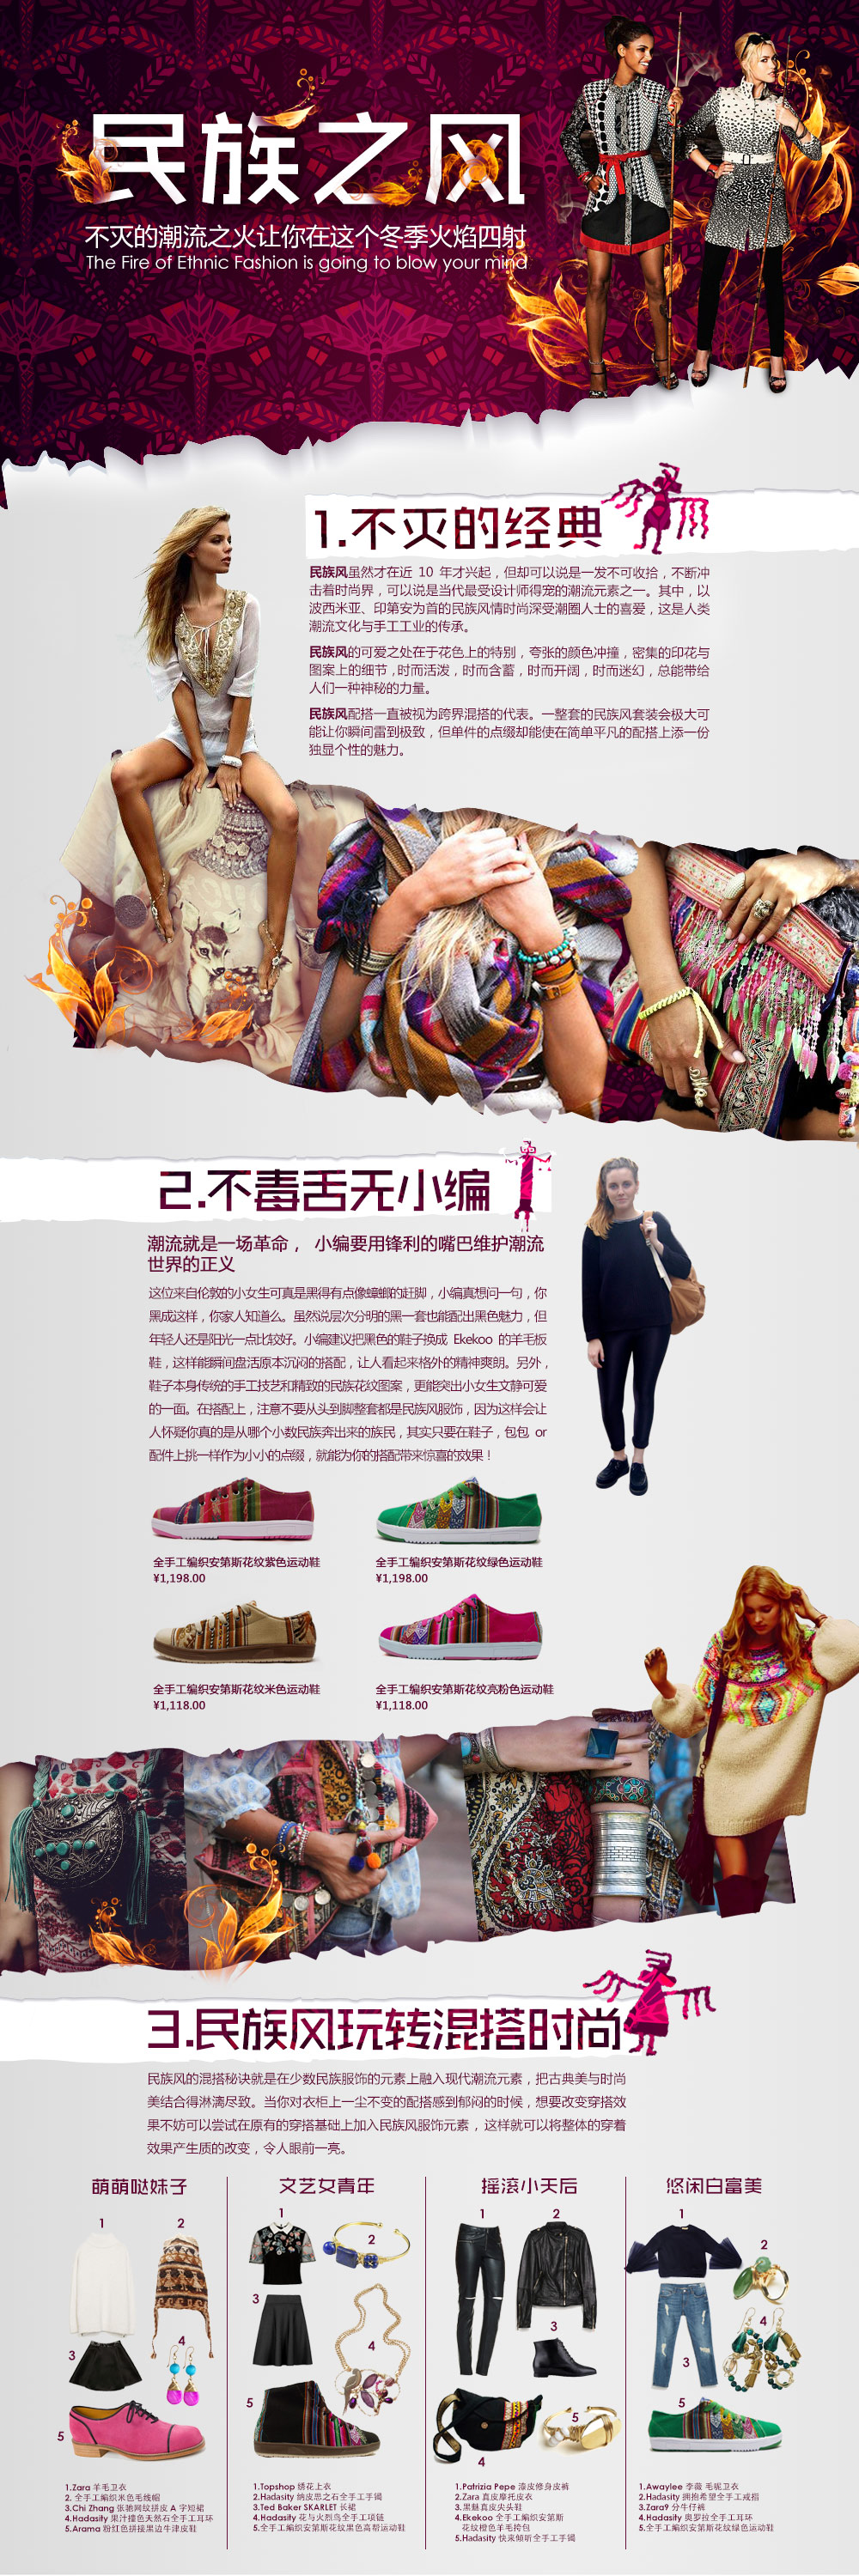 民族之风
不灭的潮流之火让你在这个冬季火焰四射
The Fire of Ethnic Fashion is going to blow your mind
1.不灭的经典
民族风虽然才在近 10 年才兴起，但却可以说是一发不可收拾，不断冲
击着时尚界，可以说是当代最受设计师得宠的潮流元素之一。其中，以
波西米亚、印第安为首的民族风情时尚深受潮圈人士的喜爱，这是人类
潮流文化与手工工业的传承。
民族风的可爱之处在于花色上的特别，夸张的颜色冲撞，密集的印花与
图案上的细节，时而活泼，时而含蓄，时而开阔，时而迷幻，总能带给
人们一种神秘的力量。
民族风配搭一直被视为跨界混搭的代表。一整套的民族风套装会极大可
能让你瞬间雷到极致，但单件的点缀却能使在简单平凡的配搭上添一份
独显个性的魅力。
2.不毒舌无小编
潮流就是一场革命， 小编要用锋利的嘴巴维护潮流
世界的正义
这位来自伦敦的小女生可真是黑得有点像蟑螂的赶脚，小编真想问一句，你
黑成这样，你家人知道么。虽然说层次分明的黑一套也能配出黑色魅力，但
年轻人还是阳光一点比较好。小编建议把黑色的鞋子换成 Ekekoo 的羊毛板
鞋，这样能瞬间盘活原本沉闷的搭配，让人看起来格外的精神爽朗。另外，
鞋子本身传统的手工技艺和精致的民族花纹图案，更能突出小女生文静可爱
的一面。在搭配上，注意不要从头到脚整套都是民族风服饰，因为这样会让
人怀疑你真的是从哪个小数民族奔出来的族民，其实只要在鞋子，包包 or
配件上挑一样作为小小的点缀，就能为你的搭配带来惊喜的效果！
全手工编织安第斯花纹紫色运动鞋
¥1,198.00
全手工编织安第斯花纹绿色运动鞋
¥1,198.00
全手工编织安第斯花纹米色运动鞋
¥1,118.00
全手工编织安第斯花纹亮粉色运动鞋
¥1,118.00
3.民族风玩转混搭时尚
民族风的混搭秘诀就是在少数民族服饰的元素上融入现代潮流元素，把古典美与时尚
美结合得淋漓尽致。当你对衣柜上一尘不变的配搭感到郁闷的时候，想要改变穿搭效
果不妨可以尝试在原有的穿搭基础上加入民族风服饰元素，这样就可以将整体的穿着
效果产生质的改变，令人眼前一亮。
萌萌哒妹子
1
2
3
4
5
1.Zara 羊毛卫衣
2. 全手工编织米色毛线帽
3.Chi Zhang 张驰网纹拼皮 A 字短裙
4.Hadasity 果汁撞色天然石全手工耳环
5.Arama 粉红色拼接黑边牛津皮鞋
文艺女青年
1
2
3
4
5
1.Topshop 绣花上衣
2.Hadasity 纳皮思之石全手工手镯
3.Ted Baker SKARLET 长裙
4.Hadasity 花与火烈鸟全手工项链
5.全手工编织安第斯花纹黑色高帮运动鞋
摇滚小天后
1
2
3
4
5
1.Patrizia Pepe 漆皮修身皮裤
2.Zara 真皮摩托皮衣
3.黑魅真皮尖头鞋
4.Ekekoo 全手工编织安第斯
花纹橙色羊毛挎包
5.Hadasity 快来倾听全手工手镯
悠闲白富美
1
2
3
4
5
1.Awaylee 李薇 毛呢卫衣
2.Hadasity 拥抱希望全手工戒指
3.Zara9 分牛仔裤
4.Hadasity 奥罗拉全手工耳环
5.全手工编织安第斯花纹绿色运动鞋